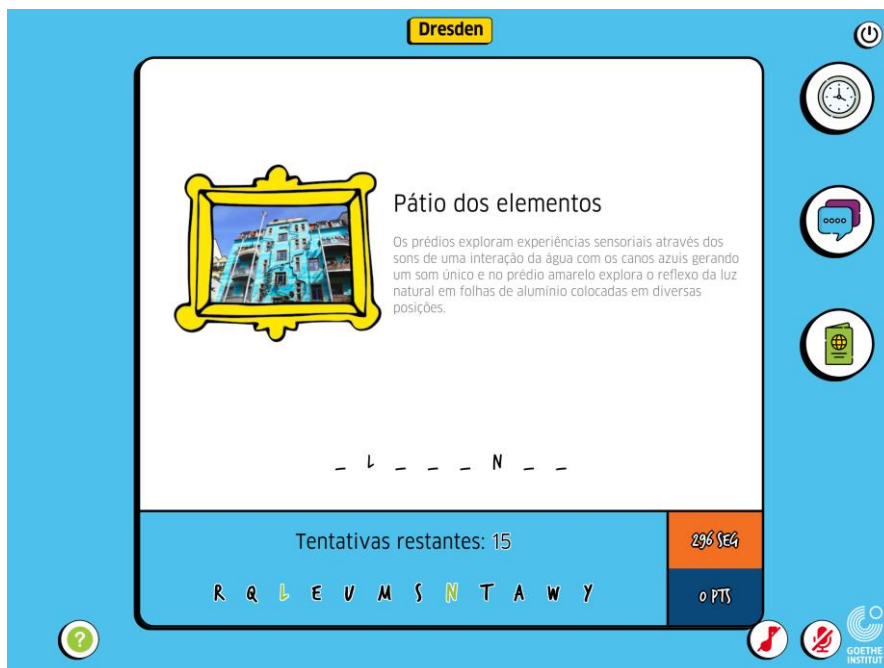 Dresden
Pátio dos elementos
Os prédios exploram experiências sensoriais através dos
sons de uma interação da água com os canos azuis gerando
um som único e no prédio amarelo explora o reflexo da luz
natural em folhas de alumínio colocadas em diversas
posições.
_ L _ _ _ N _ _
Tentativas restantes: 15
296 SEG
R Q L E U M S N T A W Y
0 PTS
?
GOETHE
INSTITUT